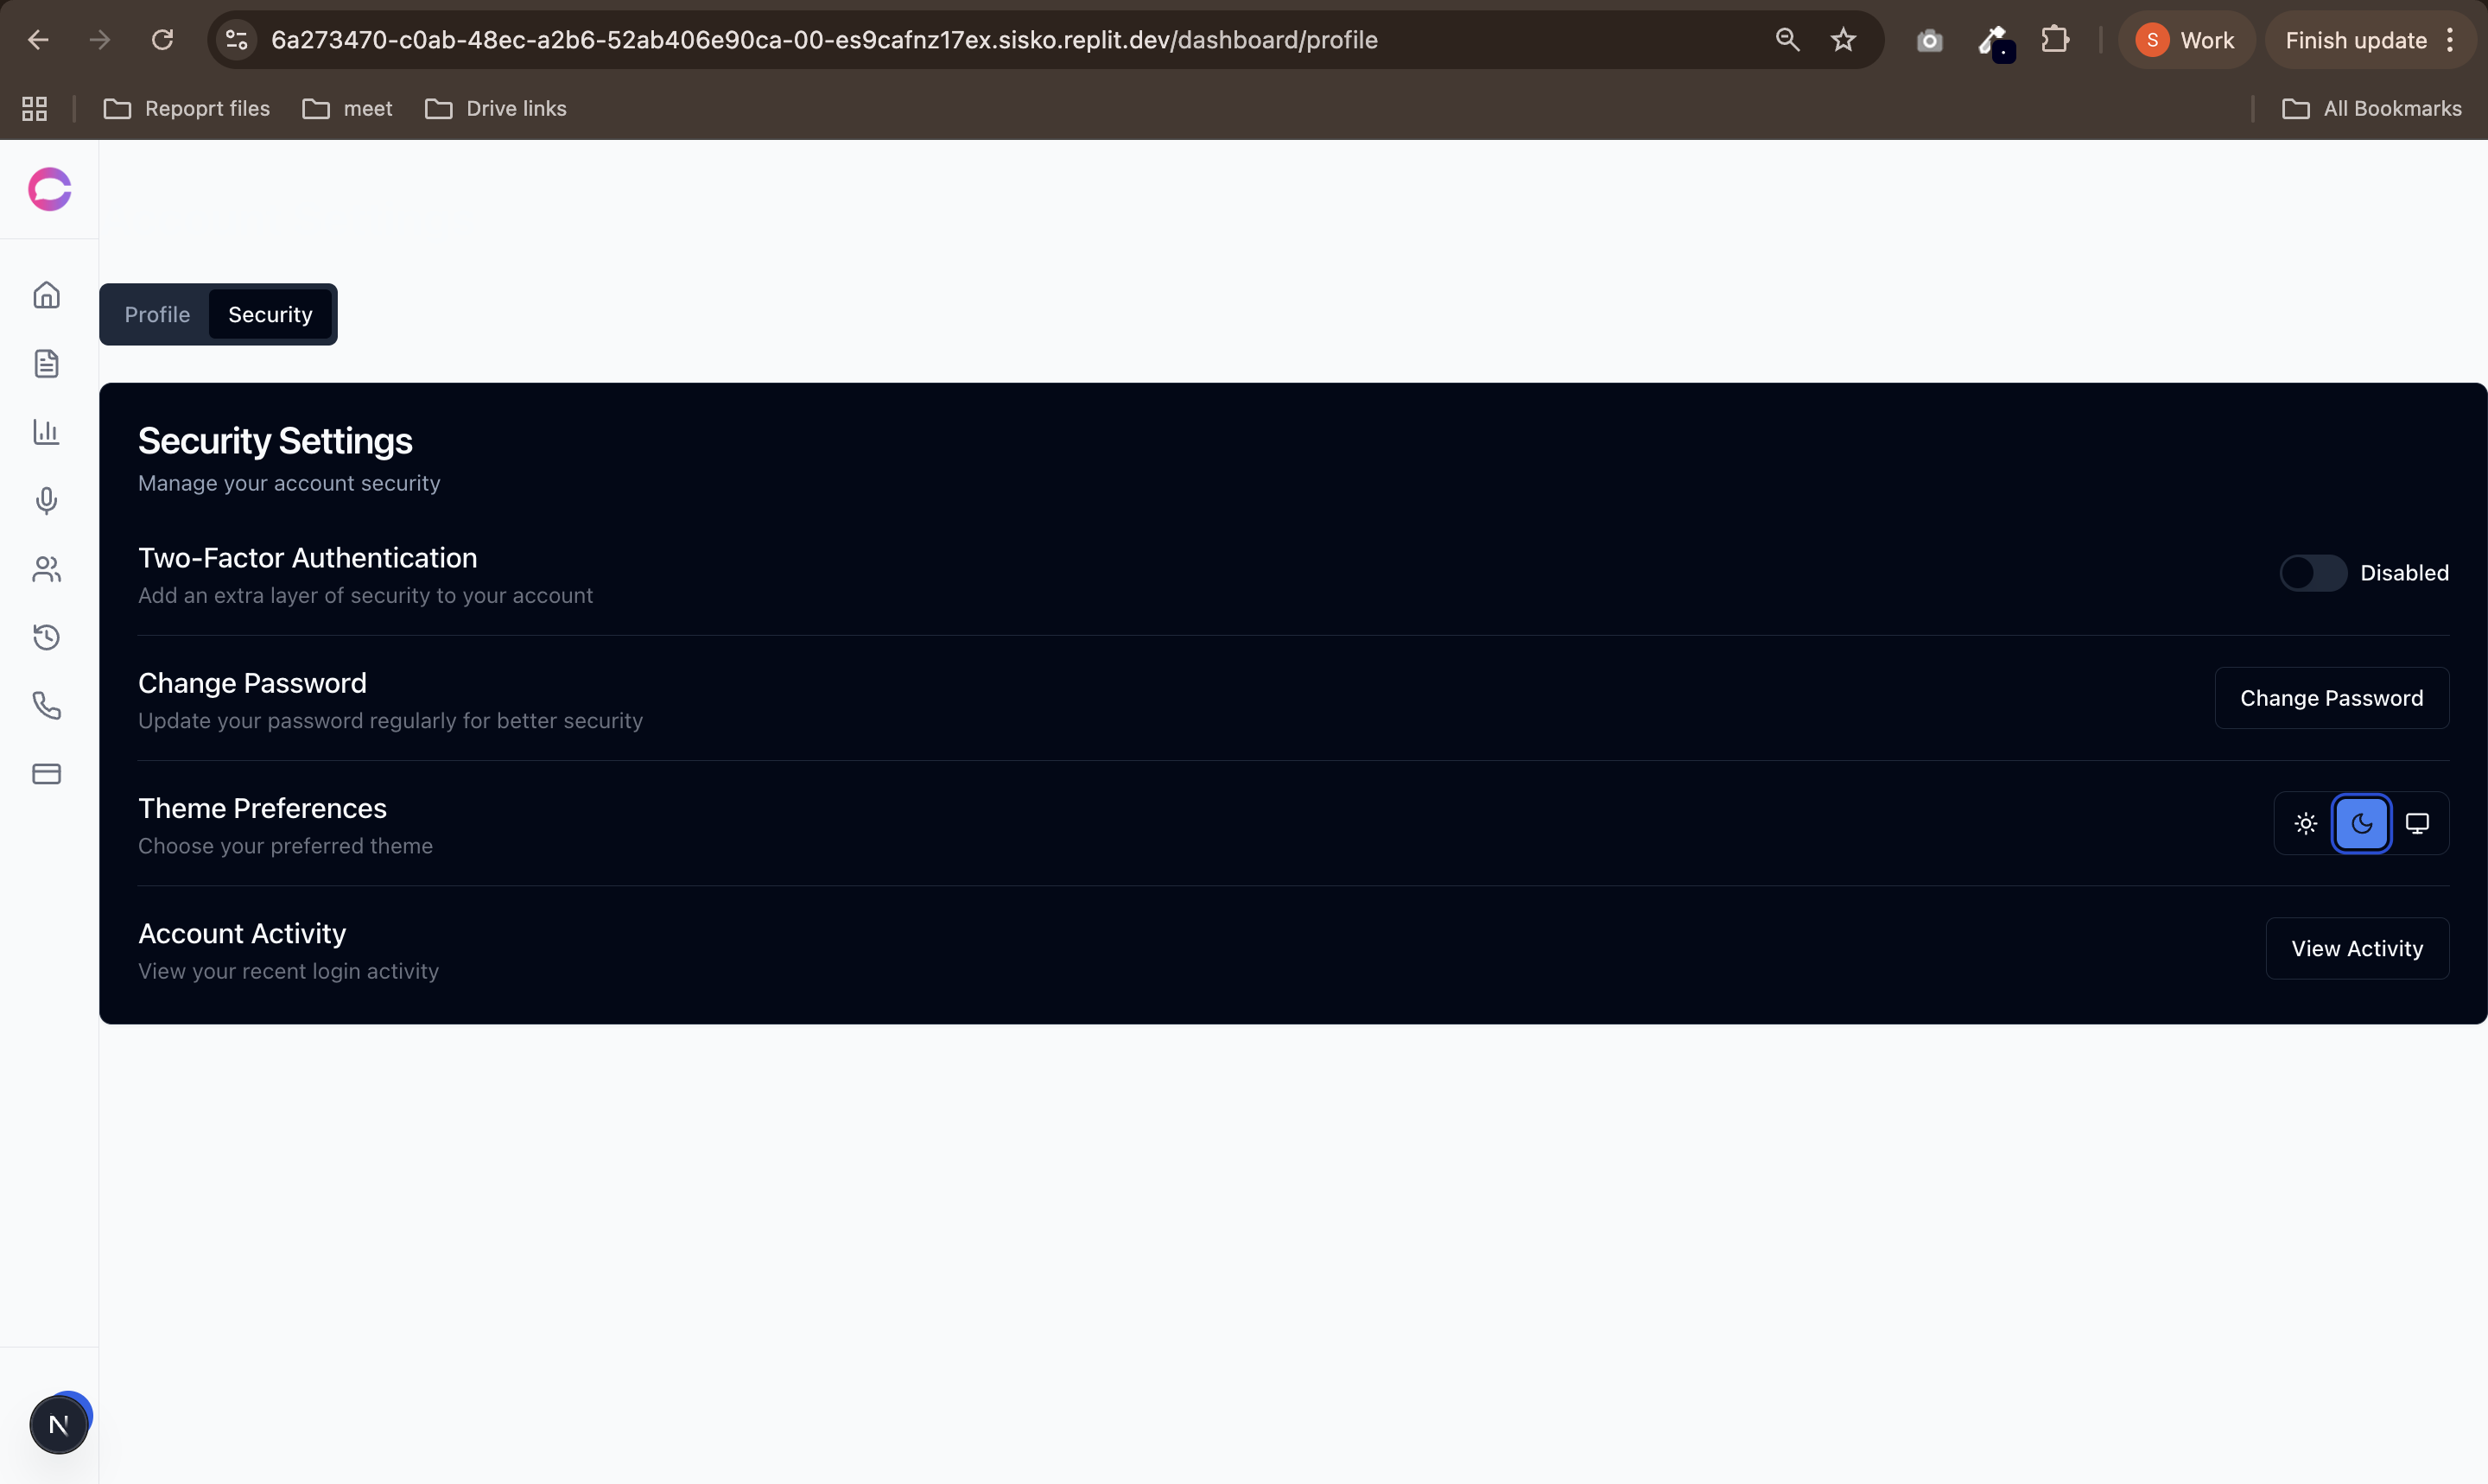 6a273470-c0ab-48ec-a2b6-52ab406e90ca-00-es9cafnz17ex.sisko.replit.dev/dashboard/profile
S Work
Finish update
Repoprt files
meet
Drive links
All Bookmarks
Profile
Security
Security Settings
Manage your account security
Two-Factor Authentication
Add an extra layer of security to your account
Disabled
Change Password
Update your password regularly for better security
Change Password
Theme Preferences
Choose your preferred theme
Account Activity
View your recent login activity
View Activity
N